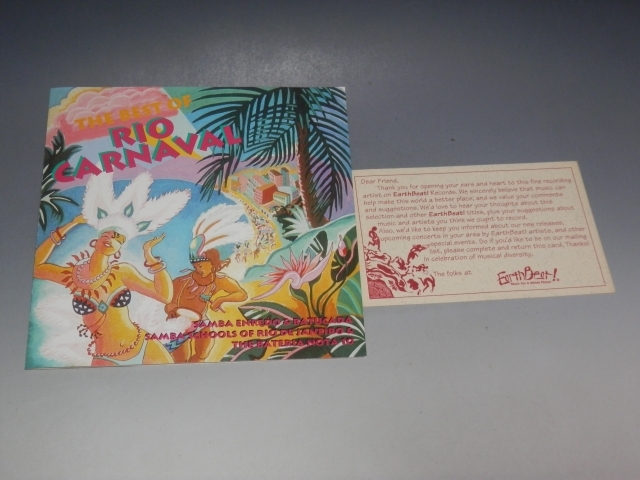 THE BEST OF
RIO
CARNAVAL
SAMBA ENREDO & BATUCADA
SAMBA SCHOOLS OF RIO DE JANEIRO &
THE BATERIA NOTA 10
Dear Friend,
Thank you for opening your ears and heart to this fine recording
artist on EarthBeat! Records. We sincerely believe that music can
help make this world a better place; and we value your comments
and suggestions. We'd love to hear your thoughts about this
selection and other EarthBeat! titles, plus your suggestions about
music and artists you think we ought to record.
Also, we'd like to keep you informed about our new releases,
upcoming concerts in your area by EarthBeat! artists, and other
special events. So if you'd like to be on our mailing
list, please complete and return this card. Thanks!
In celebration of musical diversity.
The folks at
EarthBeat!